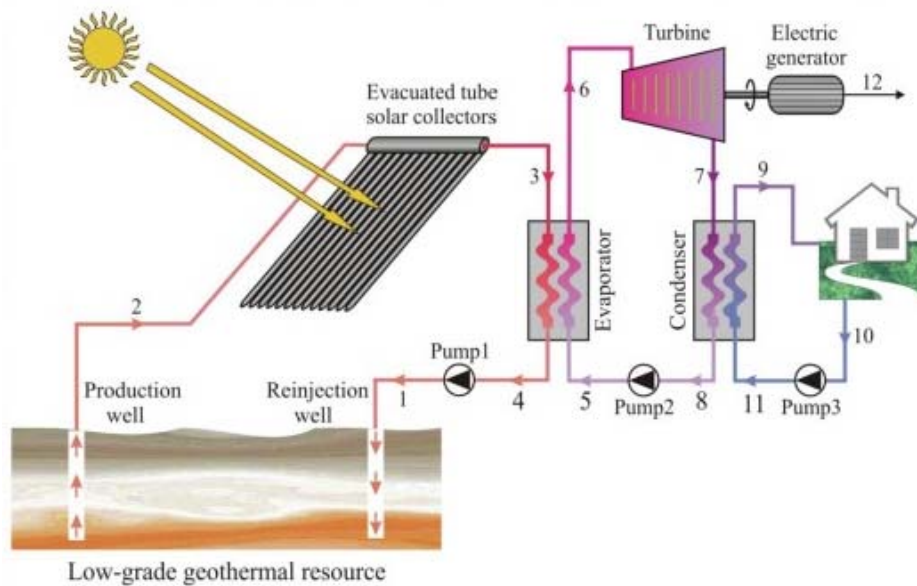 Turbine
Electric
generator
12
6
Evacuated tube
solar collectors
3
7
9
Evaporator
Condenser
2
10
Pump1
Production
well
Reinjection
well
1
4
5
Pump2
8
11
Pump3
Low-grade geothermal resource